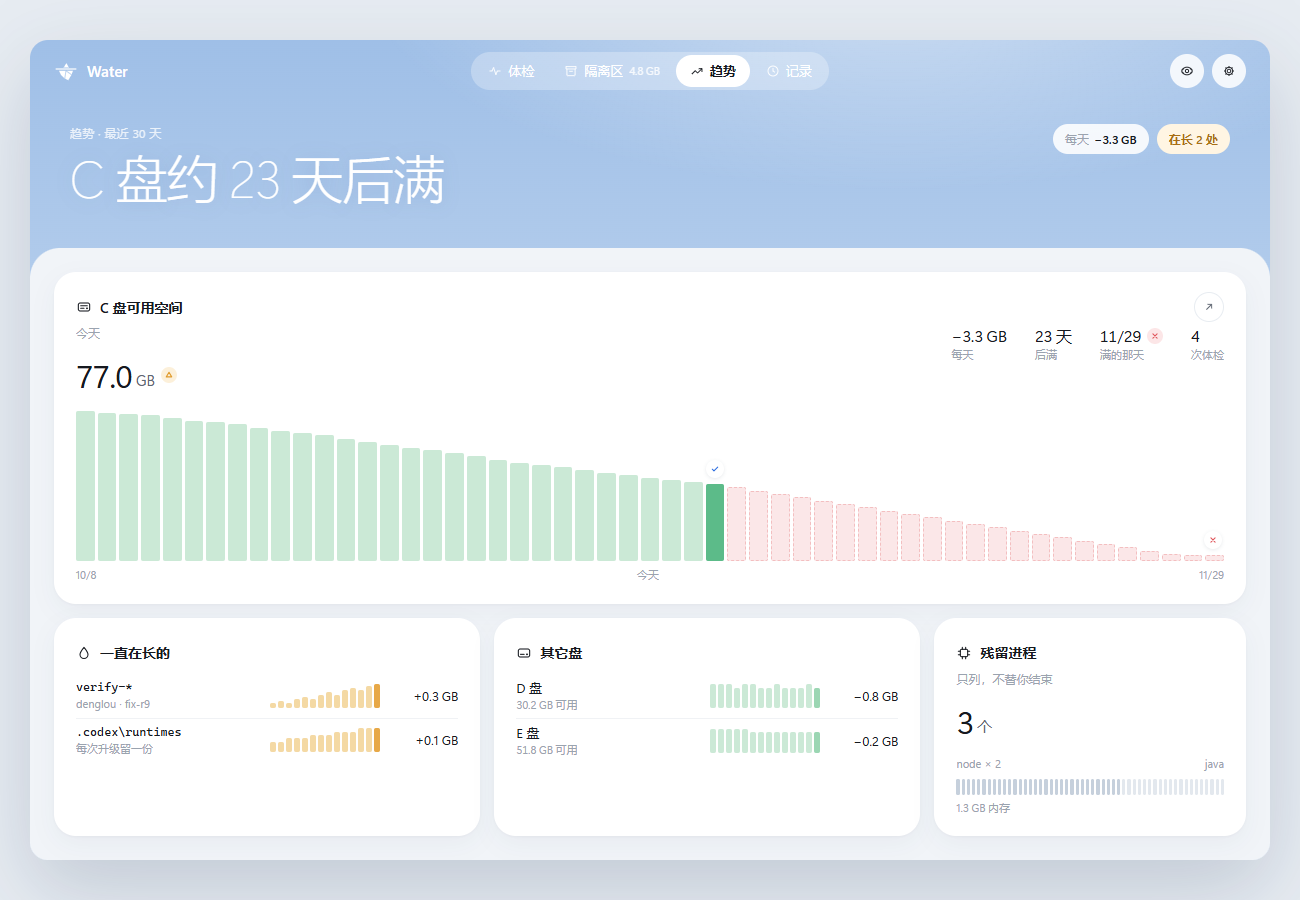 Water
体检
隔离区 4.8 GB
趋势
记录
趋势 · 最近 30 天
C 盘约 23 天后满
每天 −3.3 GB
在长 2 处
C 盘可用空间
今天
77.0 GB
−3.3 GB
每天
23 天
后满
11/29
满的那天
4
次体检
10/8
今天
11/29
一直在长的
verify-*
denglou · fix-r9
+0.3 GB
.codex\runtimes
每次升级留一份
+0.1 GB
其它盘
D 盘
30.2 GB 可用
−0.8 GB
E 盘
51.8 GB 可用
−0.2 GB
残留进程
只列，不替你结束
3 个
node × 2
java
1.3 GB 内存